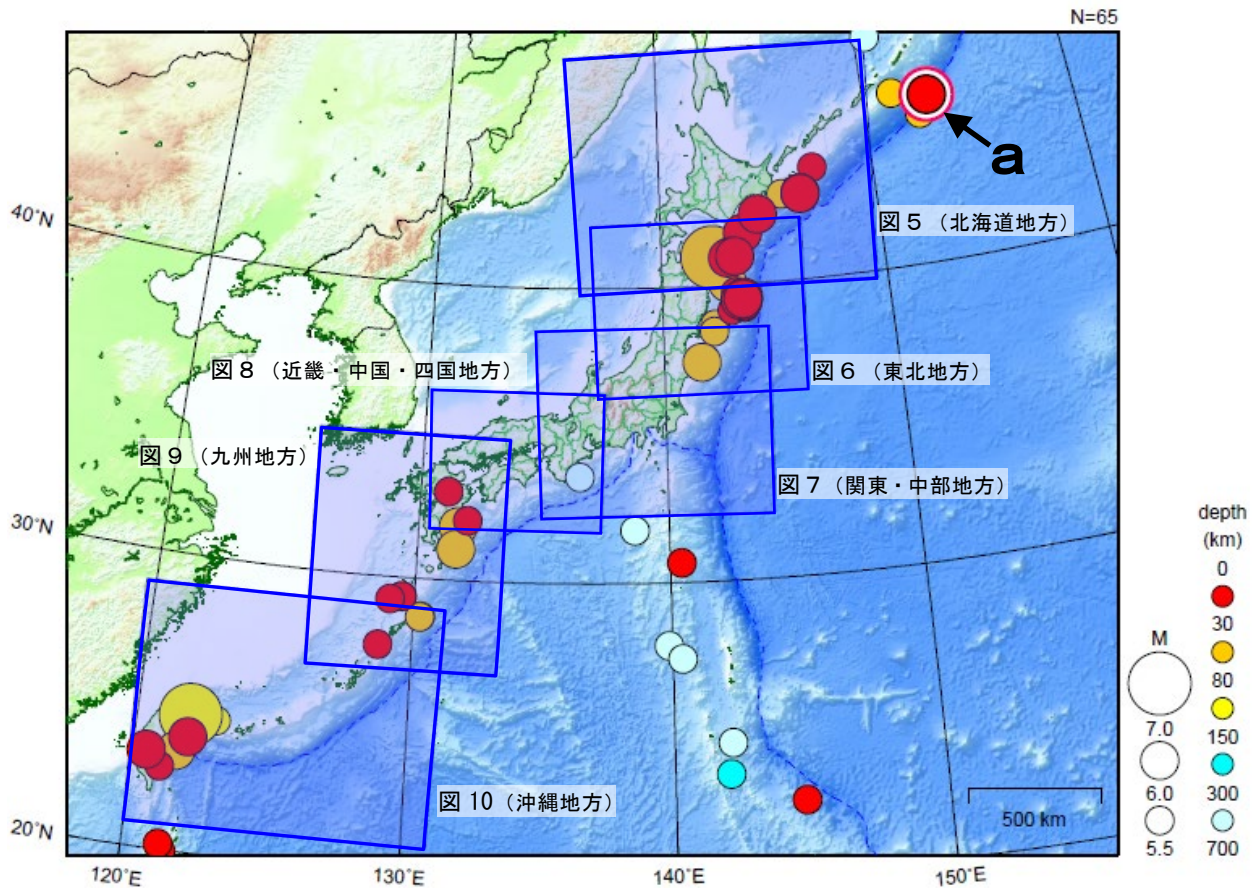 N=65
a
40°N
図５（北海道地方）
図８（近畿・中国・四国地方）
図６（東北地方）
図９（九州地方）
図７（関東・中部地方）
30°N
depth
(km)
0
30
M
80
7.0
150
図 10（沖縄地方）
500 km
6.0
300
20°N
5.5
700
120°E
130°E
140°E
150°E